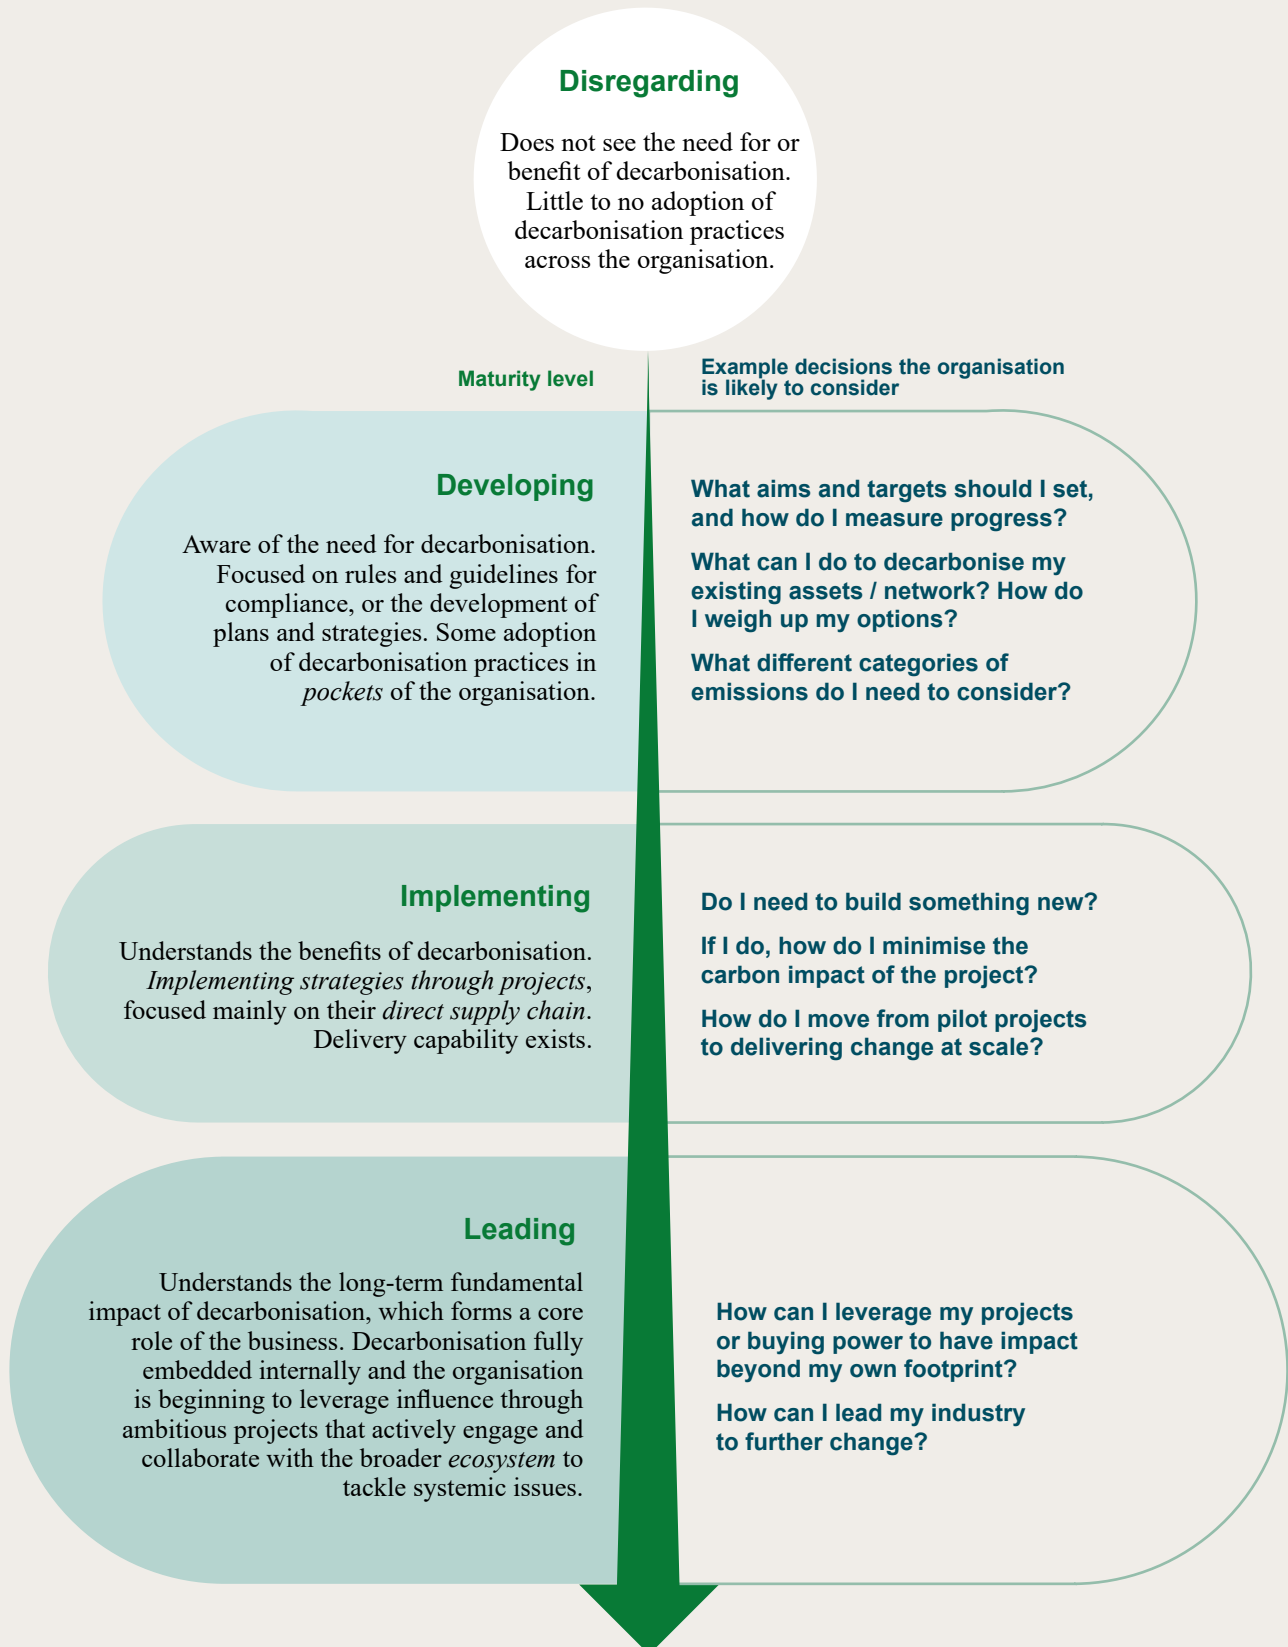 Disregarding
Does not see the need for or
benefit of decarbonisation.
Little to no adoption of
decarbonisation practices
across the organisation.
Maturity level
Example decisions the organisation
is likely to consider
Developing
Aware of the need for decarbonisation.
Focused on rules and guidelines for
compliance, or the development of
plans and strategies. Some adoption
of decarbonisation practices in
pockets of the organisation.
What aims and targets should I set,
and how do I measure progress?
What can I do to decarbonise my
existing assets / network? How do
I weigh up my options?
What different categories of
emissions do I need to consider?
Implementing
Understands the benefits of decarbonisation.
Implementing strategies through projects,
focused mainly on their direct supply chain.
Delivery capability exists.
Do I need to build something new?
If I do, how do I minimise the
carbon impact of the project?
How do I move from pilot projects
to delivering change at scale?
Leading
Understands the long-term fundamental
impact of decarbonisation, which forms a core
role of the business. Decarbonisation fully
embedded internally and the organisation
is beginning to leverage influence through
ambitious projects that actively engage and
collaborate with the broader ecosystem to
tackle systemic issues.
How can I leverage my projects
or buying power to have impact
beyond my own footprint?
How can I lead my industry
to further change?